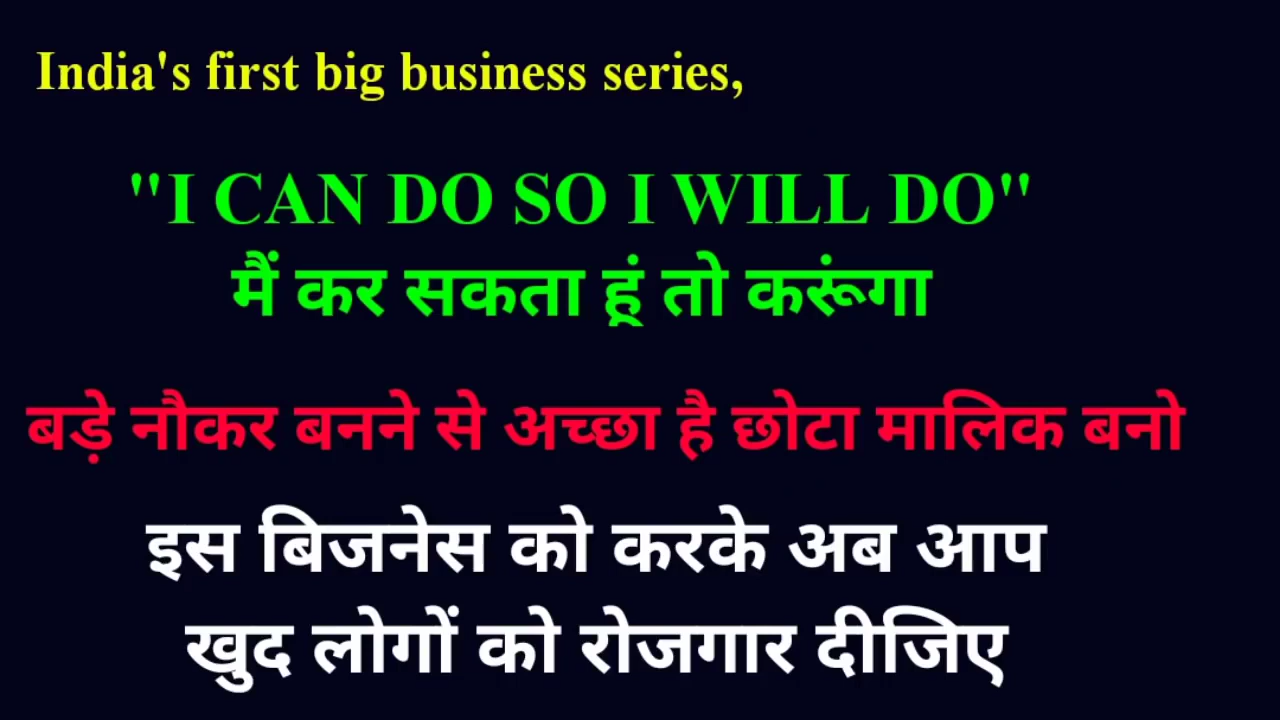 India's first big business series,
"I CAN DO SO I WILL DO"
मैं कर सकता हूं तो करूंगा
बड़े नौकर बनने से अच्छा है छोटा मालिक बनो
इस बिजनेस को करके अब आप
खुद लोगों को रोजगार दीजिए